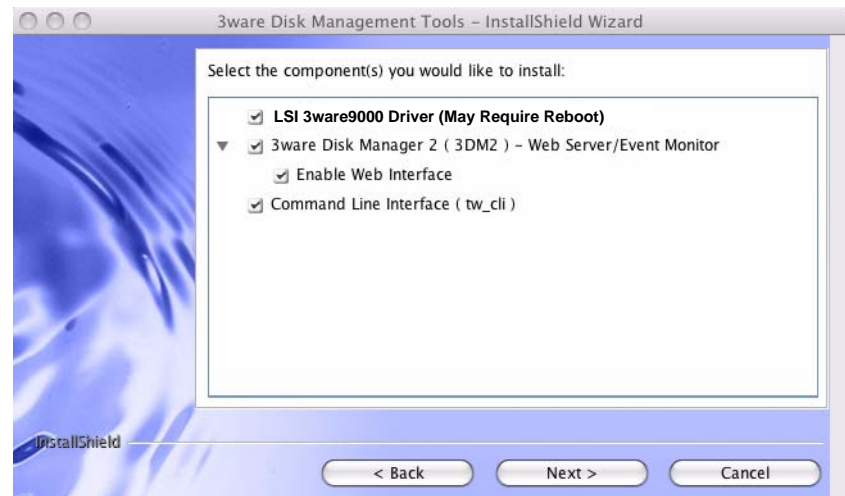 3ware Disk Management Tools – InstallShield Wizard
Select the component(s) you would like to install:
LSI 3ware9000 Driver (May Require Reboot)
3ware Disk Manager 2 ( 3DM2 ) – Web Server/Event Monitor
Enable Web Interface
Command Line Interface ( tw_cli )
InstallShield
< Back Next > Cancel